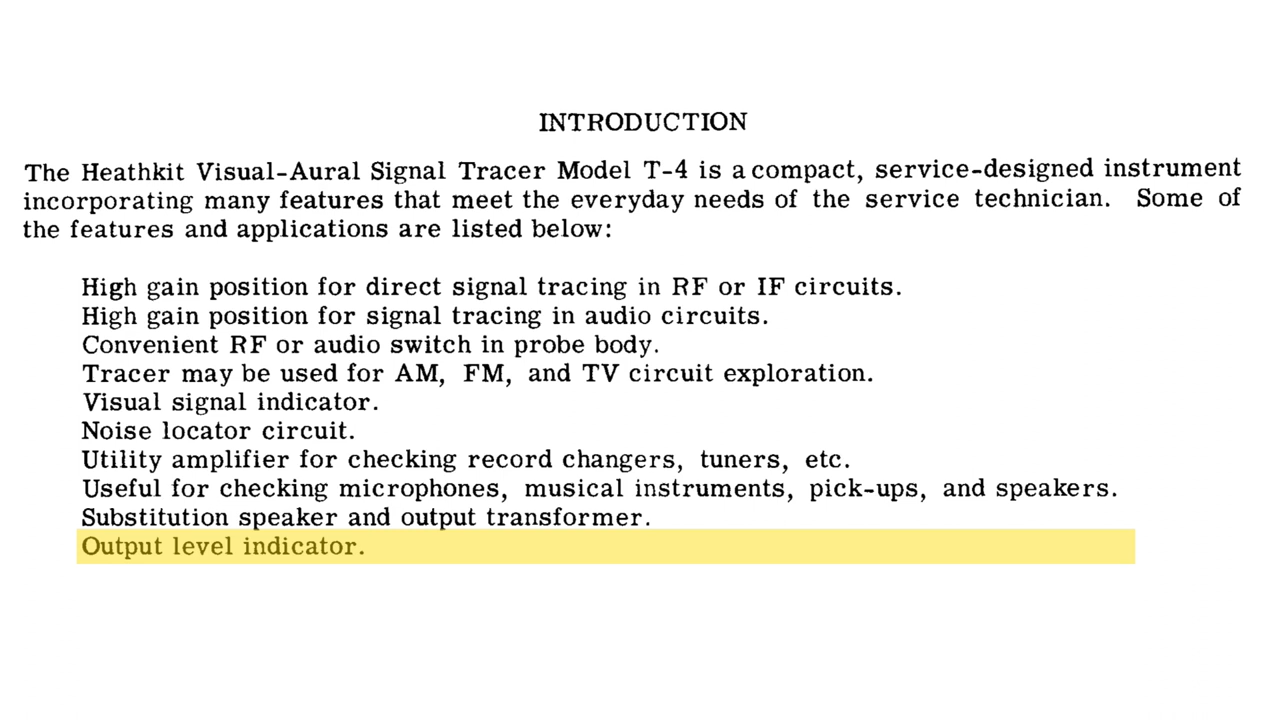 INTRODUCTION
The Heathkit Visual-Aural Signal Tracer Model T-4 is a compact, service-designed instrument
incorporating many features that meet the everyday needs of the service technician. Some of
the features and applications are listed below:
High gain position for direct signal tracing in RF or IF circuits.
High gain position for signal tracing in audio circuits.
Convenient RF or audio switch in probe body.
Tracer may be used for AM, FM, and TV circuit exploration.
Visual signal indicator.
Noise locator circuit.
Utility amplifier for checking record changers, tuners, etc.
Useful for checking microphones, musical instruments, pick-ups, and speakers.
Substitution speaker and output transformer.
Output level indicator.